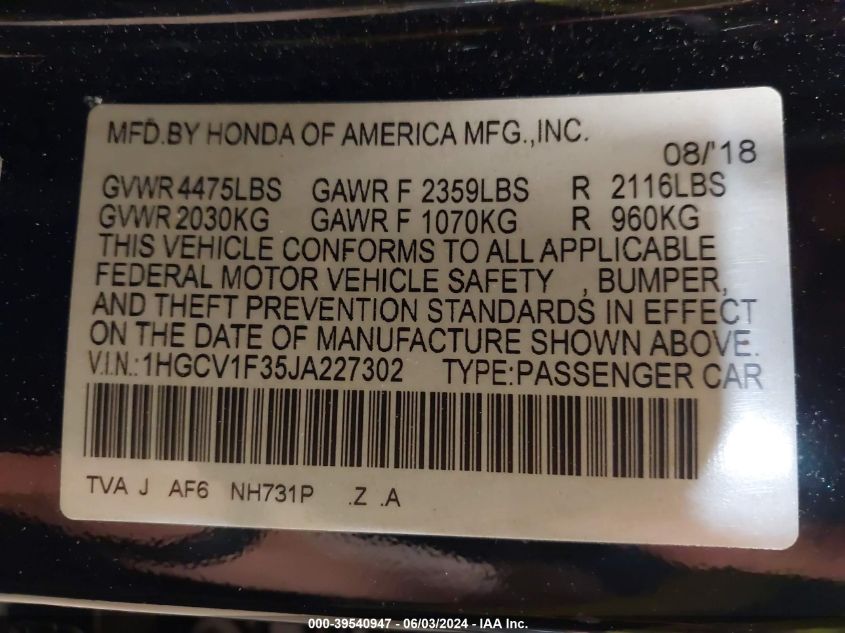 MFD.BY HONDA OF AMERICA MFG.,INC.
08/'18
GVWR 4475LBS GAWR F 2359LBS R 2116LBS
GVWR 2030KG GAWR F 1070KG R 960KG
THIS VEHICLE CONFORMS TO ALL APPLICABLE
FEDERAL MOTOR VEHICLE SAFETY , BUMPER,
AND THEFT PREVENTION STANDARDS IN EFFECT
ON THE DATE OF MANUFACTURE SHOWN ABOVE.
V.I.N.:1HGCV1F35JA227302 TYPE:PASSENGER CAR
TVA J AF6 NH731P .Z .A
000-39540947 - 06/03/2024 - IAA Inc.